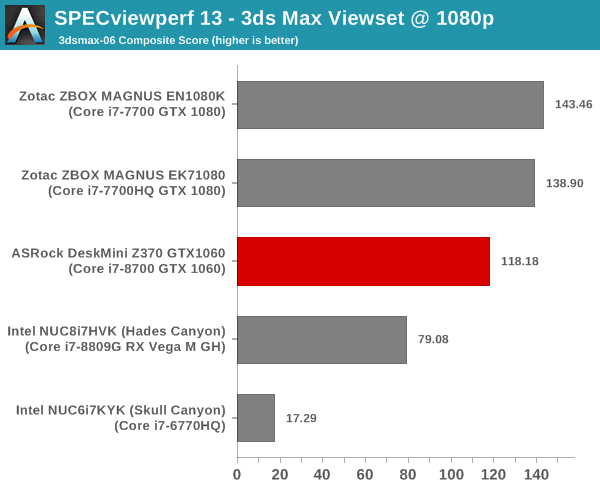 SPECviewperf 13 - 3ds Max Viewset @ 1080p
3dsmax-06 Composite Score (higher is better)
Zotac ZBOX MAGNUS EN1080K
(Core i7-7700 GTX 1080)
143.46
Zotac ZBOX MAGNUS EK71080
(Core i7-7700HQ GTX 1080)
138.90
ASRock DeskMini Z370 GTX1060
(Core i7-8700 GTX 1060)
118.18
Intel NUC8i7HVK (Hades Canyon)
(Core i7-8809G RX Vega M GH)
79.08
Intel NUC6i7KYK (Skull Canyon)
(Core i7-6770HQ)
17.29
0 20 40 60 80 100 120 140